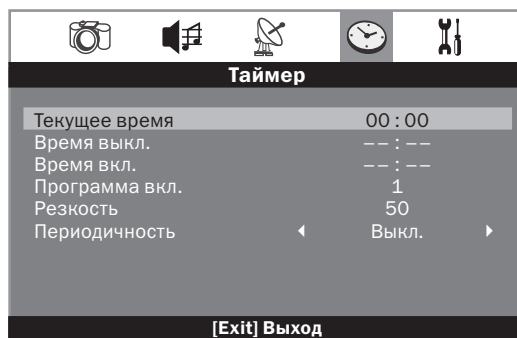 Таймер
Текущее время 00 : 00
Время выкл. –– : ––
Время вкл. –– : ––
Программа вкл. 1
Резкость 50
Периодичность Выкл.
[Exit] Выход